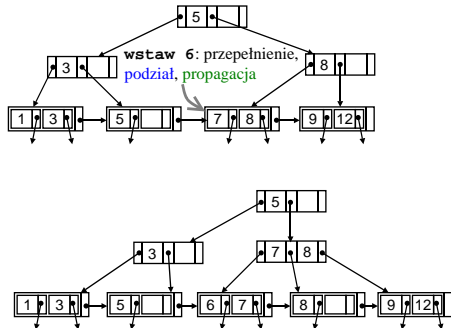 5
3
wstaw 6: przepełnienie,
podział, propagacja
8
1 3 5 7 8 9 12
5
3
7 8
1 3 5 6 7 8 9 12